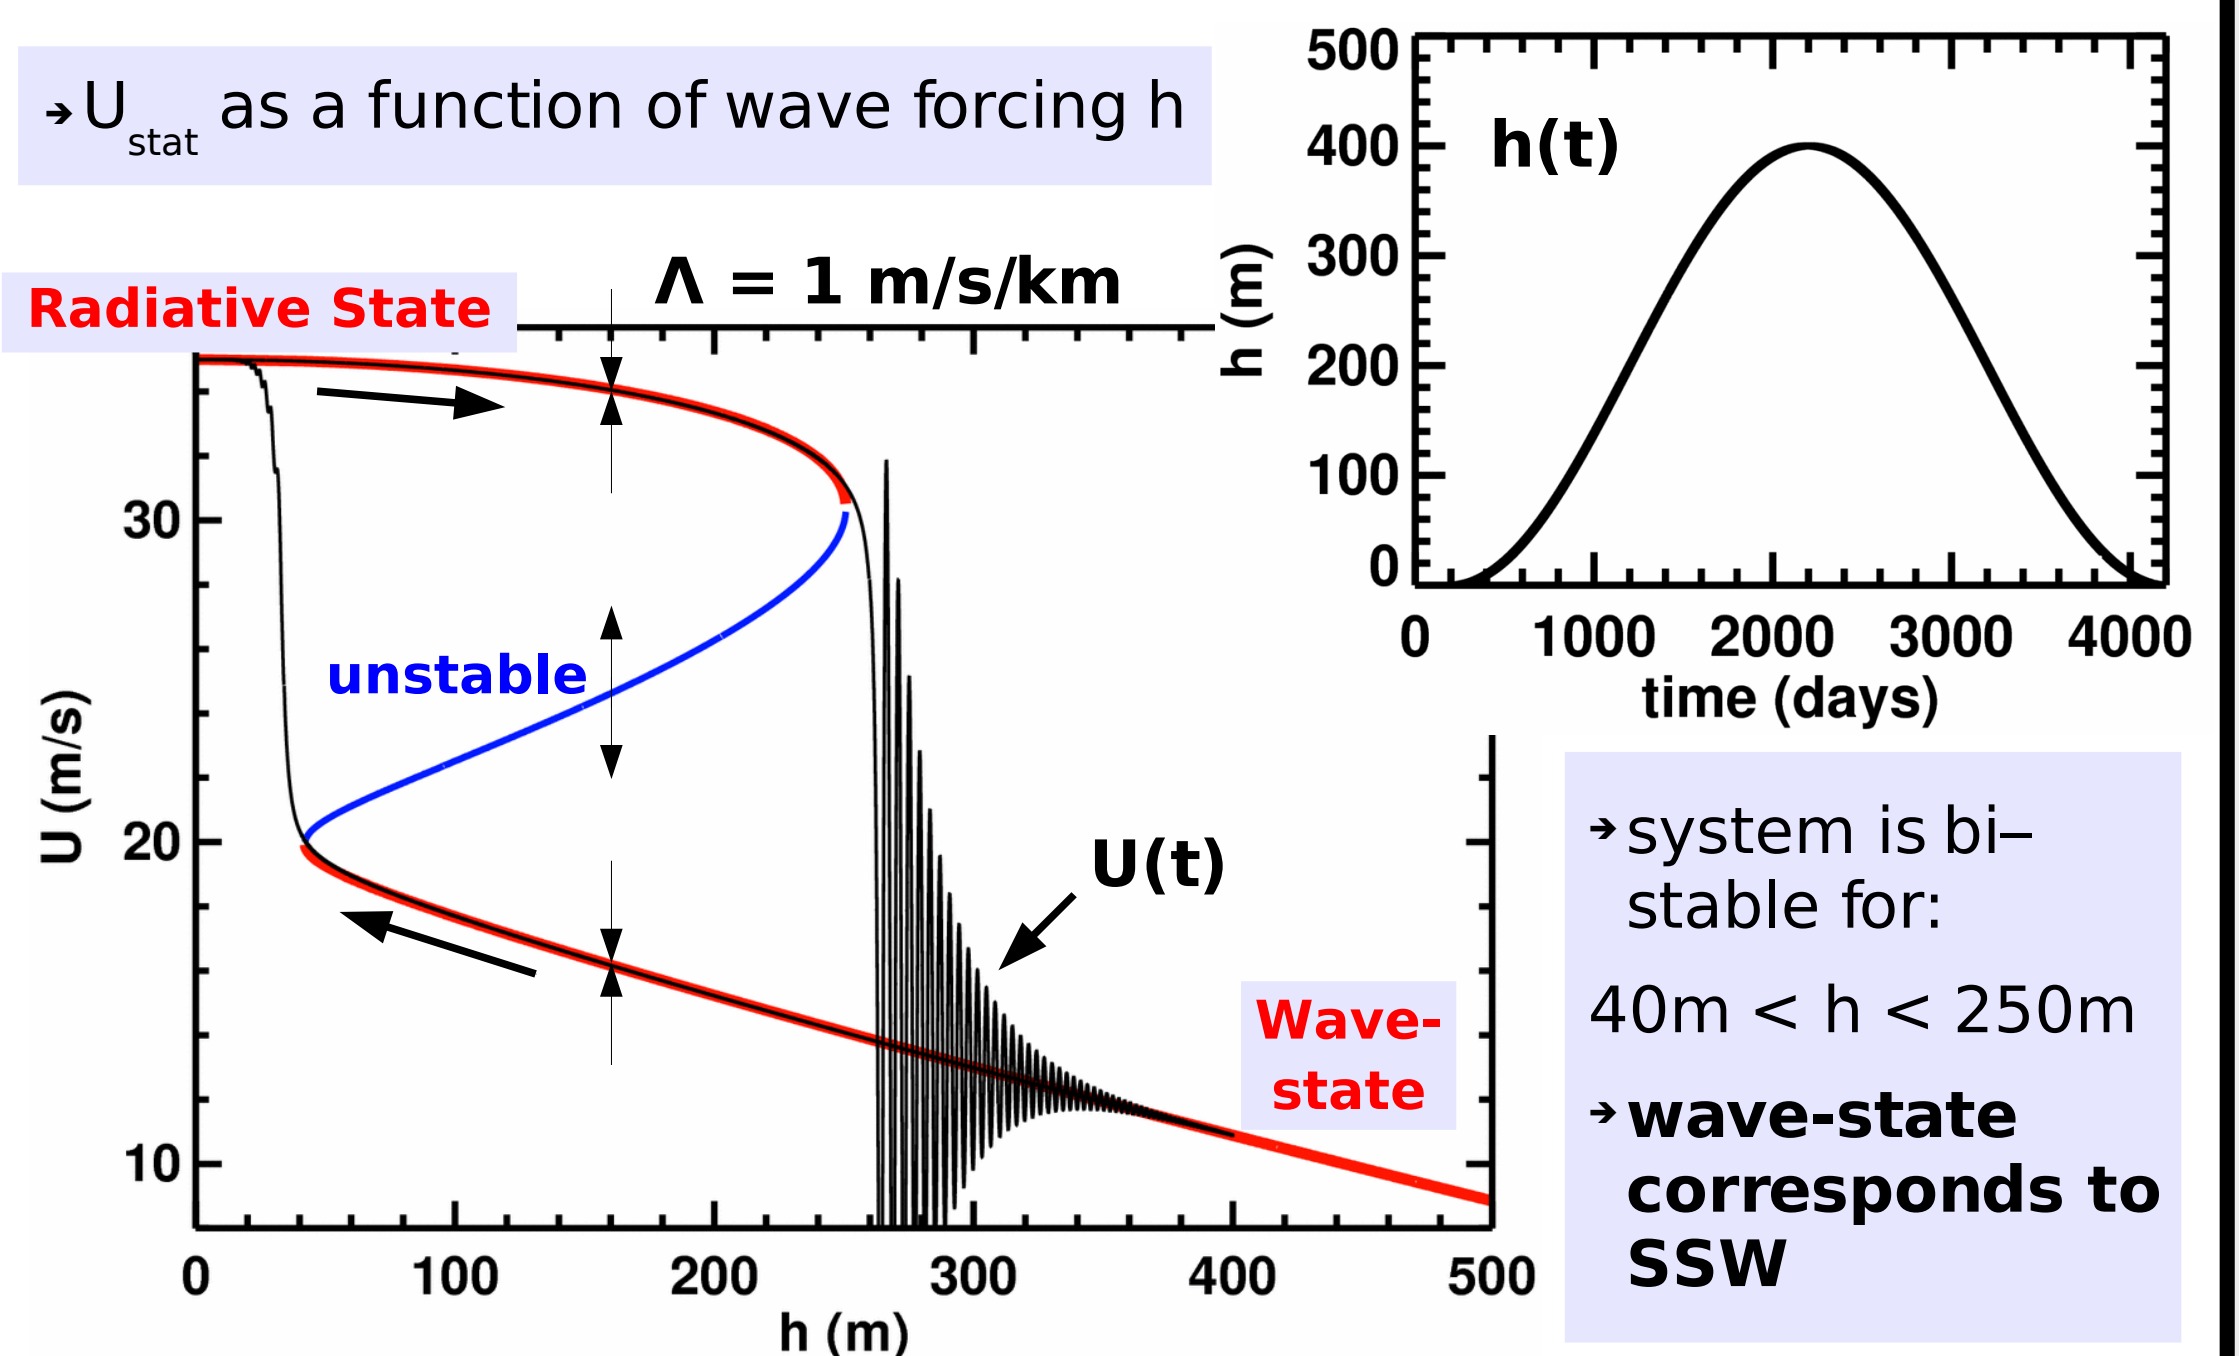 ➔ U_stat as a function of wave forcing h
Λ = 1 m/s/km
Radiative State
30
20
10
U (m/s)
unstable
U(t)
Wave-
state
0 100 200 300 400 500
h (m)
500
400
300
200
100
0
h (m)
h(t)
0 1000 2000 3000 4000
time (days)
➔ system is bi–
stable for:
40m < h < 250m
➔ wave-state
corresponds to
SSW